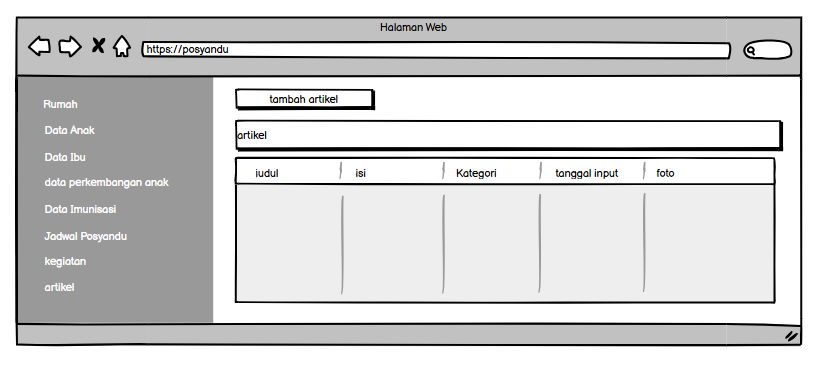 Halaman Web
https://posyandu
Rumah
Data Anak
Data Ibu
data perkembangan anak
Data Imunisasi
Jadwal Posyandu
kegiatan
artikel
tambah artikel
artikel
iudul isi Kategori tanggal input foto